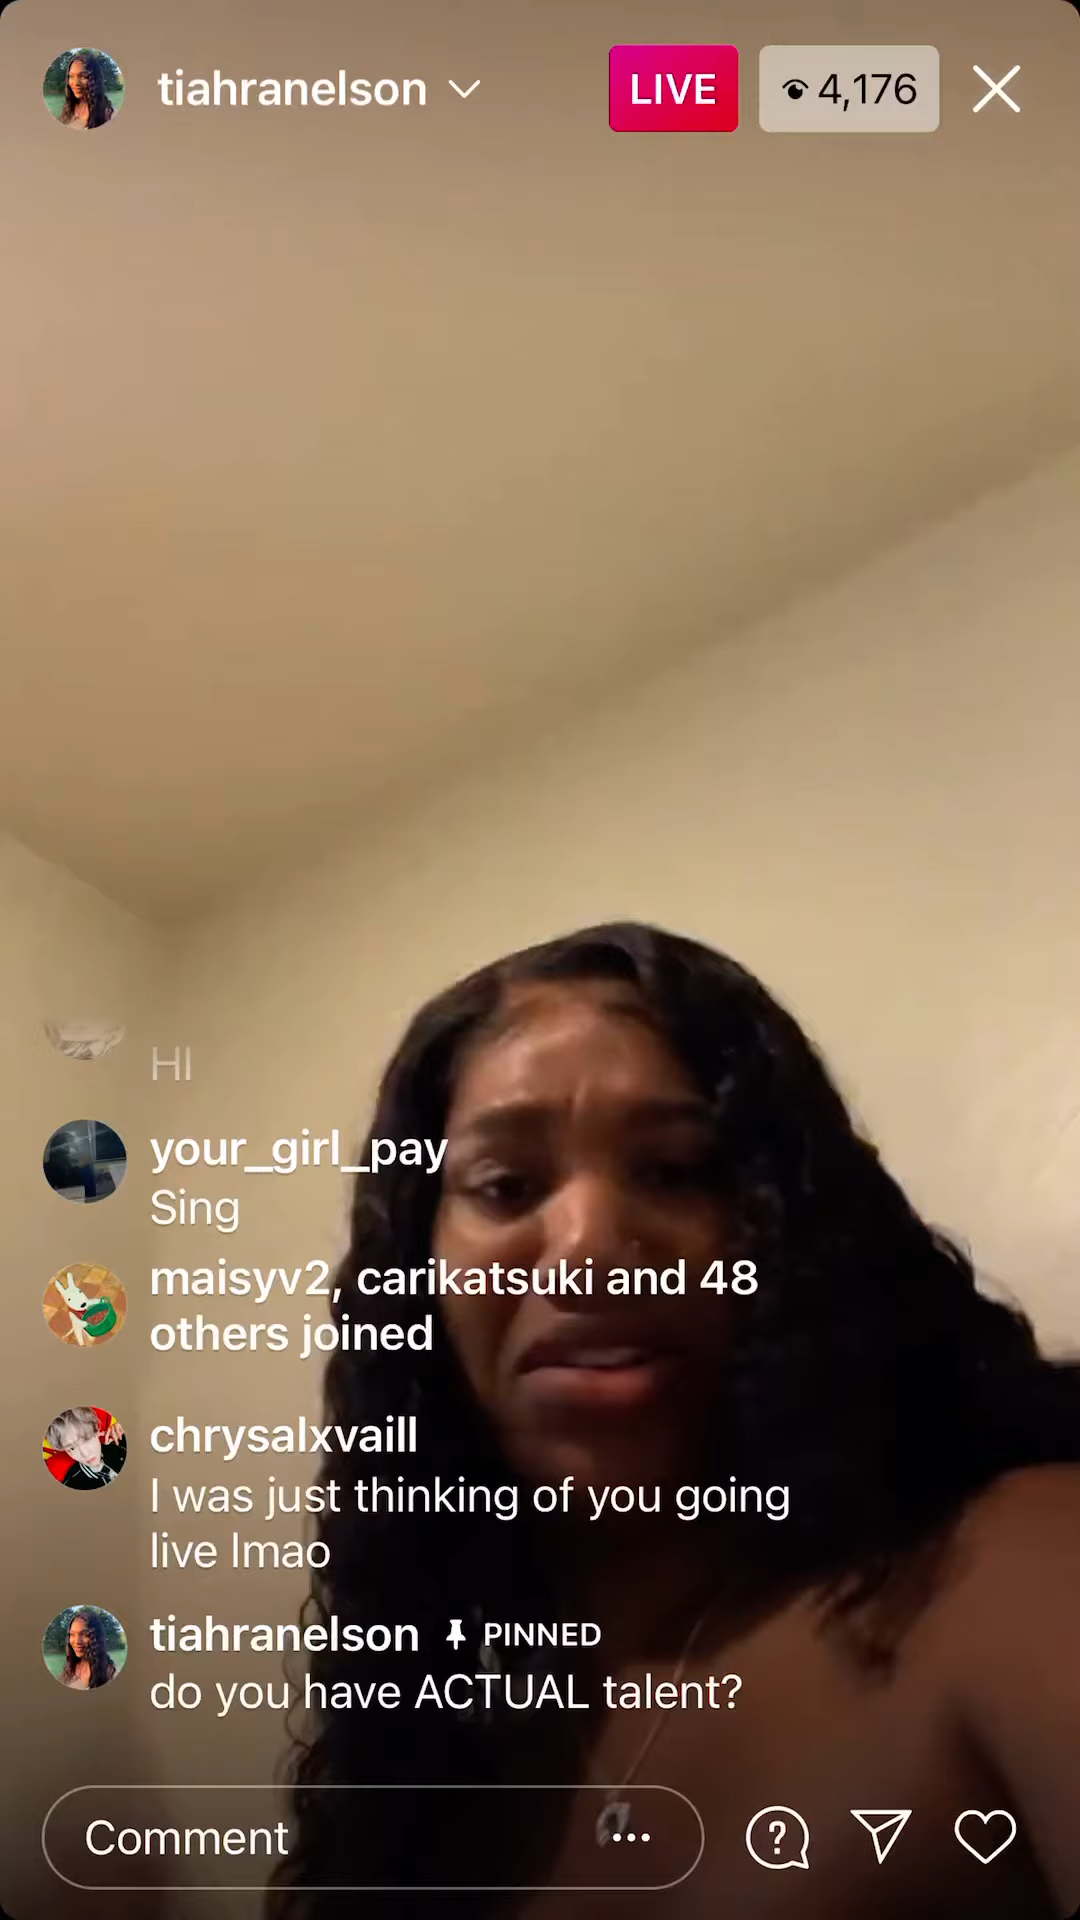 tiahranelson
LIVE
4,176
HI
your_girl_pay
Sing
maisyv2, carikatsuki and 48
others joined
chrysalxvaill
I was just thinking of you going
live lmao
tiahranelson PINNED
do you have ACTUAL talent?
Comment